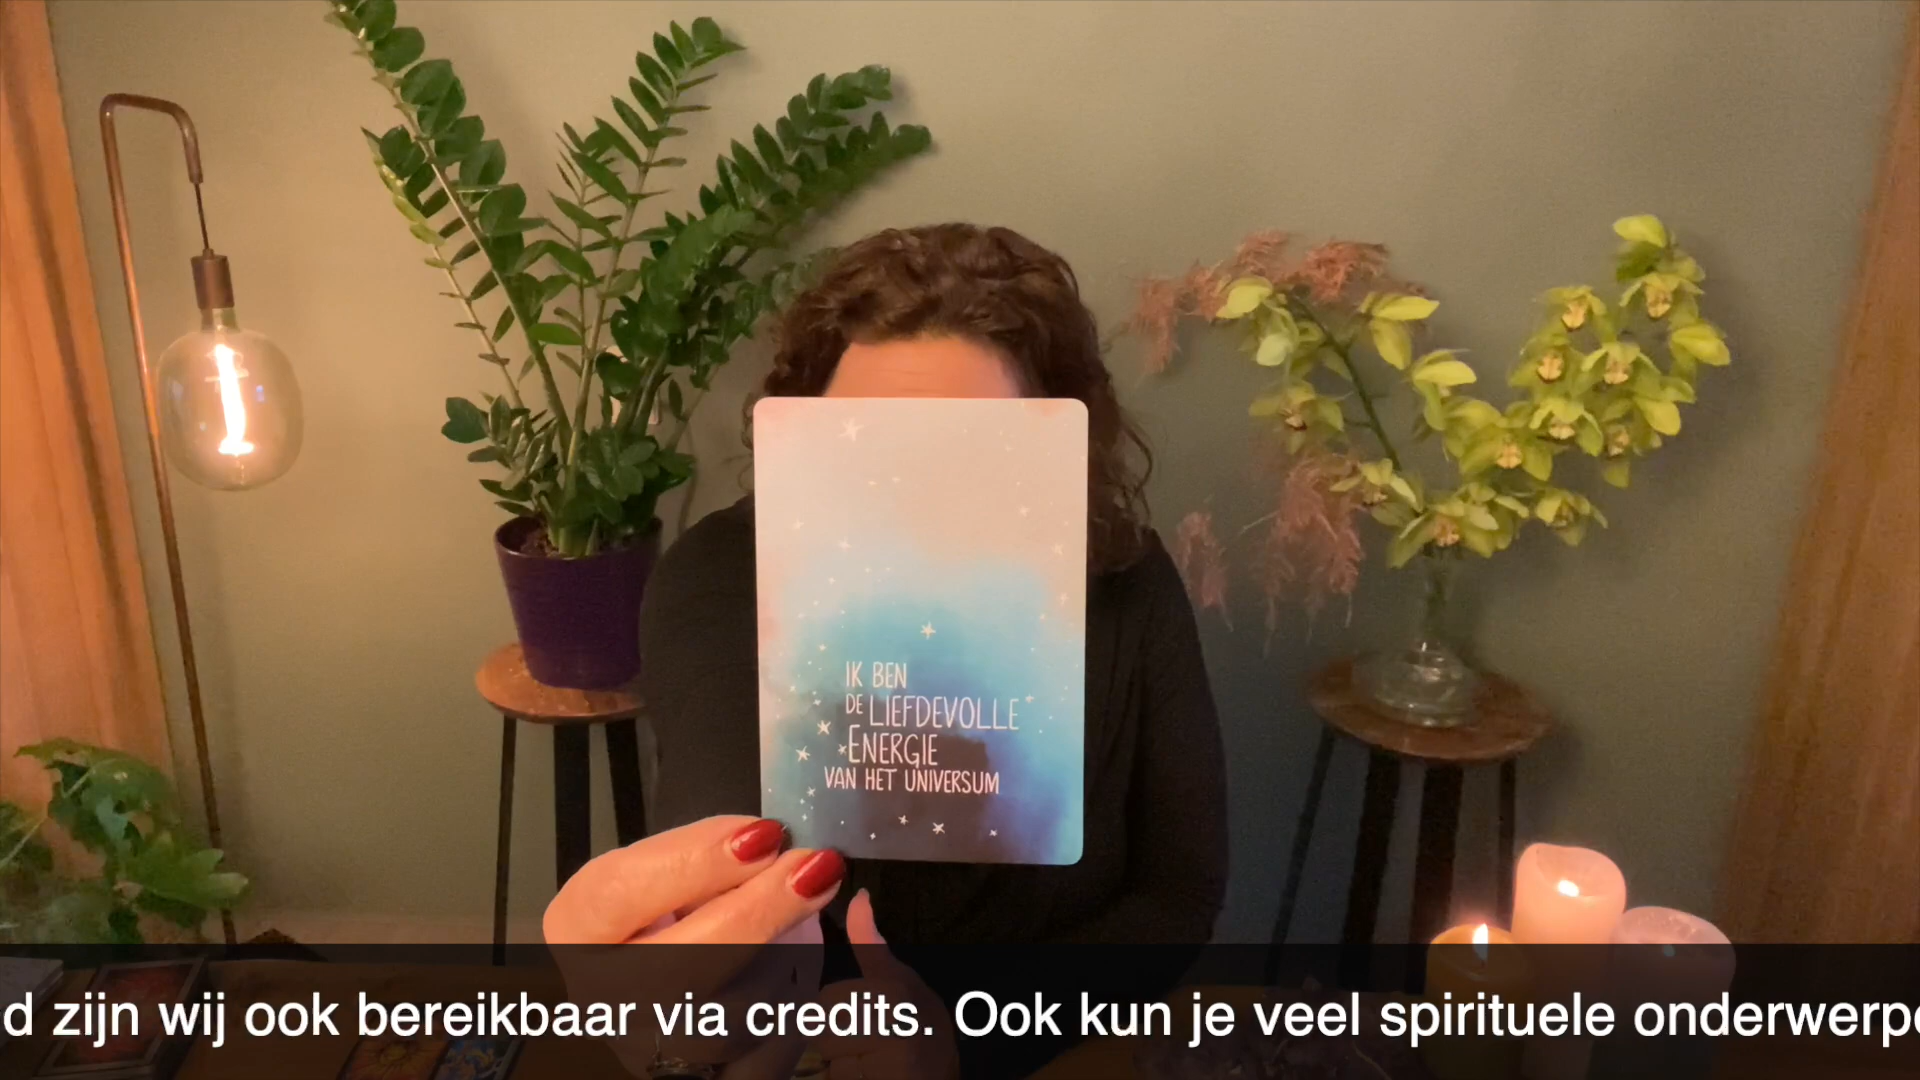 IK BEN
DE LIEFDEVOLLE
ENERGIE
VAN HET UNIVERSUM
d zijn wij ook bereikbaar via credits. Ook kun je veel spirituele onderwerpe